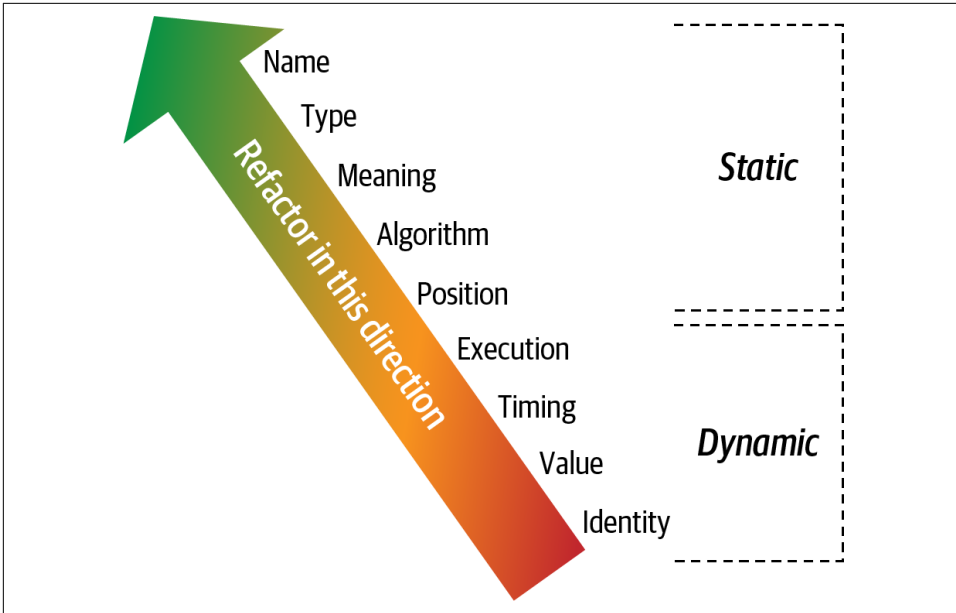 Name
Type
Meaning
Algorithm
Position
Execution
Timing
Value
Identity
Refactor in this direction
Static
Dynamic